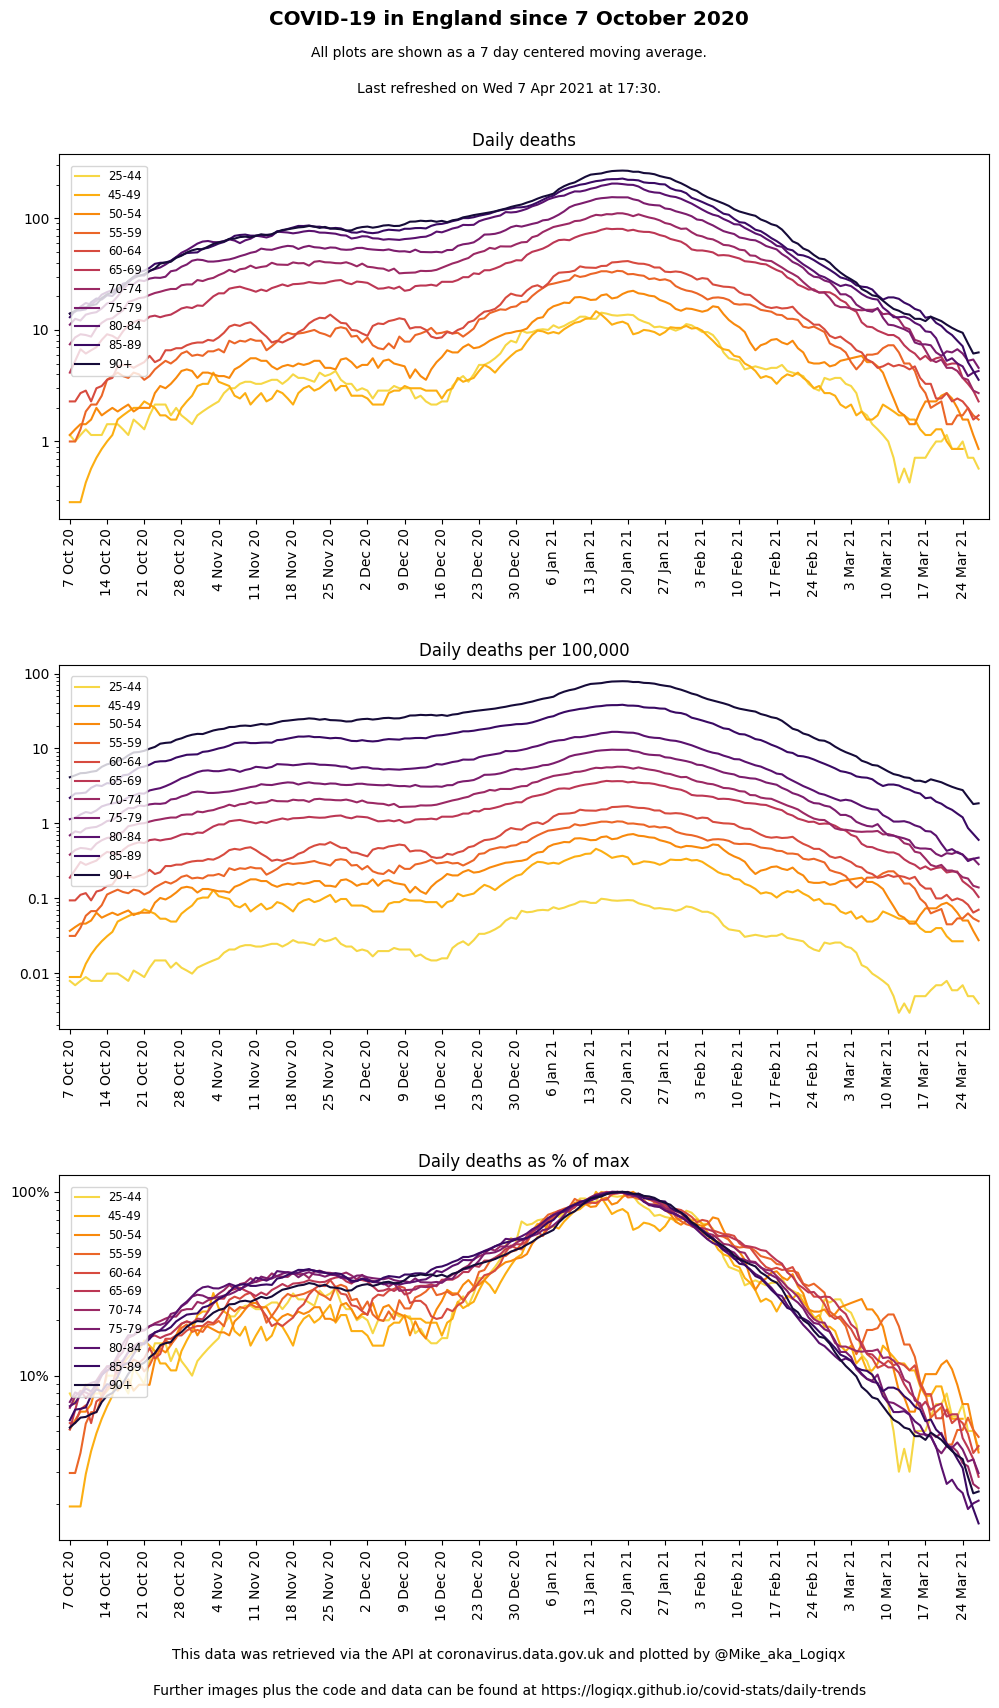 COVID-19 in England since 7 October 2020
All plots are shown as a 7 day centered moving average.
Last refreshed on Wed 7 Apr 2021 at 17:30.
Daily deaths
100
10
1
25-44
45-49
50-54
55-59
60-64
65-69
70-74
75-79
80-84
85-89
90+
7 Oct 20
14 Oct 20
21 Oct 20
28 Oct 20
4 Nov 20
11 Nov 20
18 Nov 20
25 Nov 20
2 Dec 20
9 Dec 20
16 Dec 20
23 Dec 20
30 Dec 20
6 Jan 21
13 Jan 21
20 Jan 21
27 Jan 21
3 Feb 21
10 Feb 21
17 Feb 21
24 Feb 21
3 Mar 21
10 Mar 21
17 Mar 21
24 Mar 21
Daily deaths per 100,000
100
10
1
0.1
0.01
25-44
45-49
50-54
55-59
60-64
65-69
70-74
75-79
80-84
85-89
90+
7 Oct 20
14 Oct 20
21 Oct 20
28 Oct 20
4 Nov 20
11 Nov 20
18 Nov 20
25 Nov 20
2 Dec 20
9 Dec 20
16 Dec 20
23 Dec 20
30 Dec 20
6 Jan 21
13 Jan 21
20 Jan 21
27 Jan 21
3 Feb 21
10 Feb 21
17 Feb 21
24 Feb 21
3 Mar 21
10 Mar 21
17 Mar 21
24 Mar 21
Daily deaths as % of max
100%
10%
25-44
45-49
50-54
55-59
60-64
65-69
70-74
75-79
80-84
85-89
90+
7 Oct 20
14 Oct 20
21 Oct 20
28 Oct 20
4 Nov 20
11 Nov 20
18 Nov 20
25 Nov 20
2 Dec 20
9 Dec 20
16 Dec 20
23 Dec 20
30 Dec 20
6 Jan 21
13 Jan 21
20 Jan 21
27 Jan 21
3 Feb 21
10 Feb 21
17 Feb 21
24 Feb 21
3 Mar 21
10 Mar 21
17 Mar 21
24 Mar 21
This data was retrieved via the API at coronavirus.data.gov.uk and plotted by @Mike_aka_Logiqx
Further images plus the code and data can be found at https://logiqx.github.io/covid-stats/daily-trends